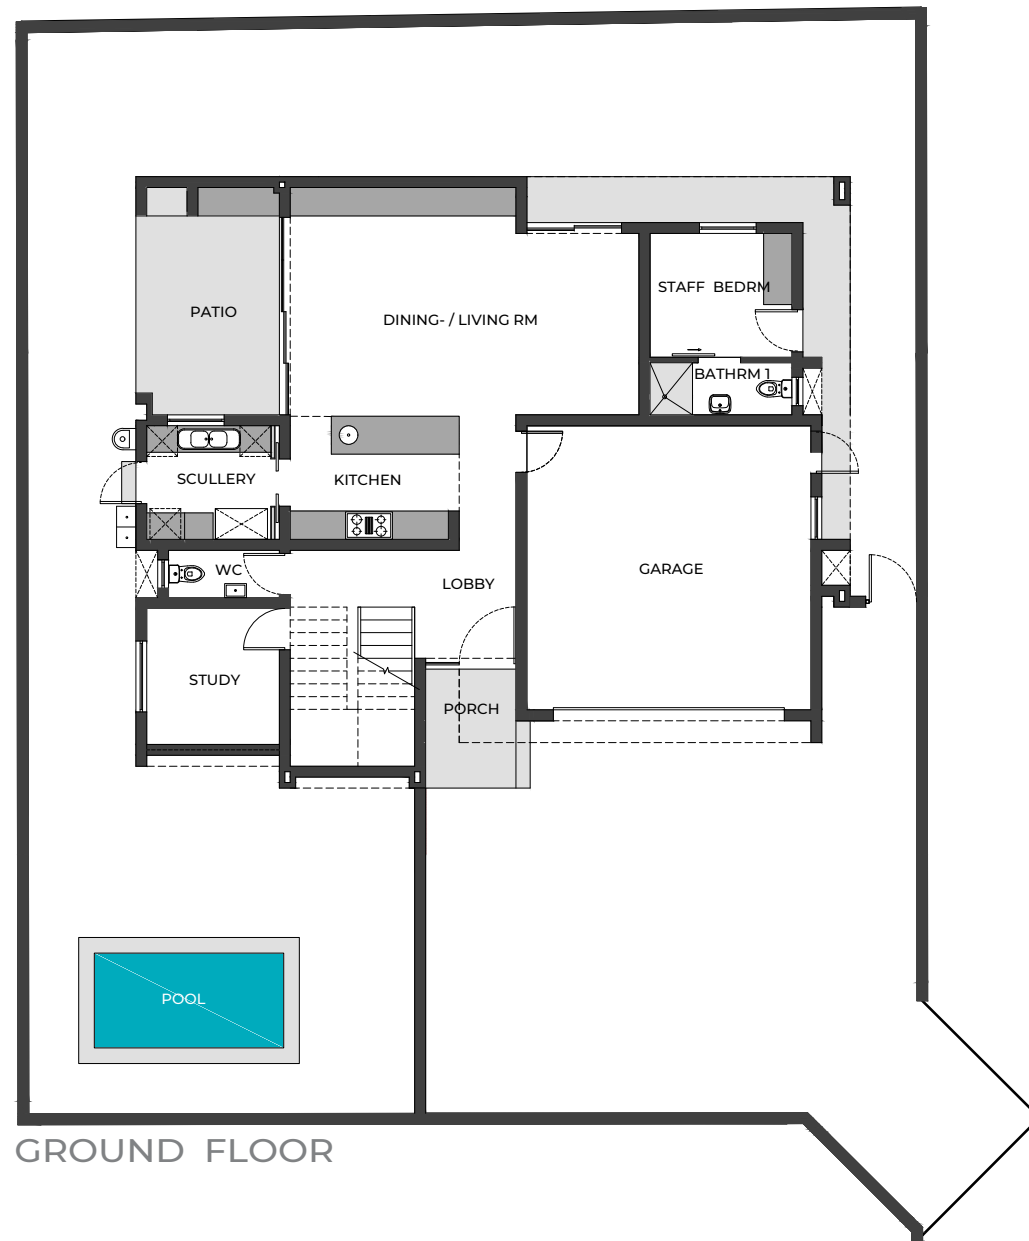 STAFF BEDRM
PATIO
DINING- / LIVING RM
BATHRM 1
SCULLERY
KITCHEN
WC
GARAGE
LOBBY
STUDY
PORCH
POOL
GROUND FLOOR